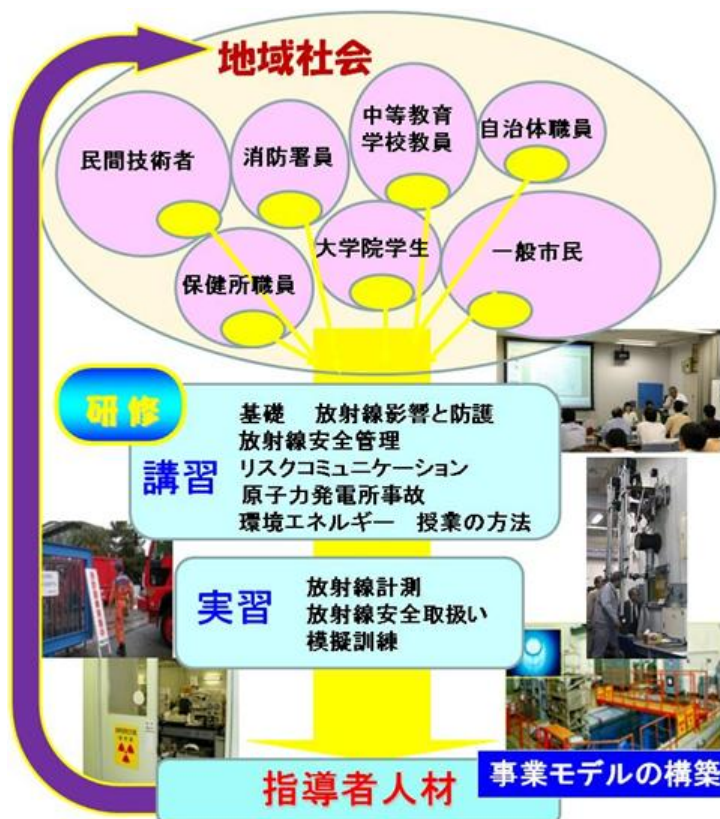 地域社会
中等教育
学校教員
自治体職員
民間技術者
消防署員
大学院学生
一般市民
保健所職員
研修
基礎　放射線影響と防護
放射線安全管理
講習
リスクコミュニケーション
原子力発電所事故
環境エネルギー　授業の方法
放射線計測
実習
放射線安全取扱い
模擬訓練
事業モデルの構築
指導者人材